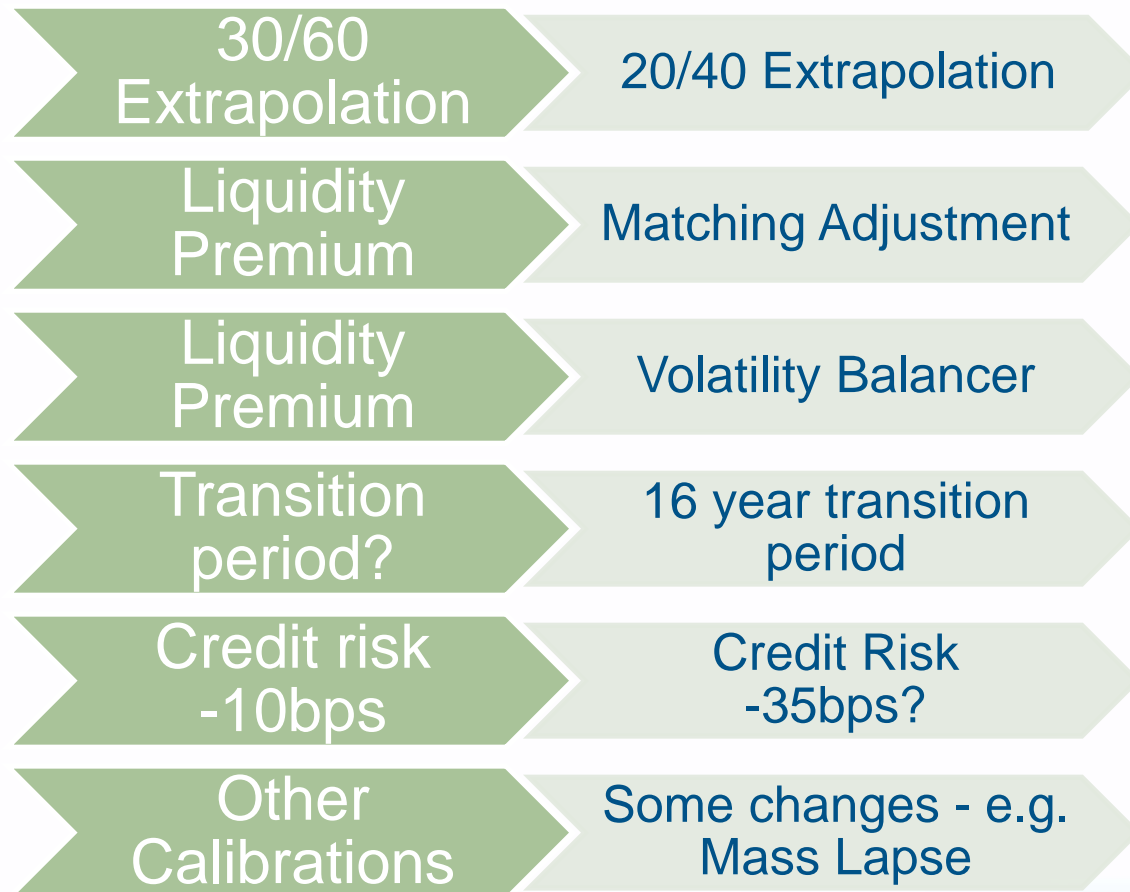 30/60
Extrapolation
20/40 Extrapolation
Liquidity
Premium
Matching Adjustment
Liquidity
Premium
Volatility Balancer
Transition
period?
16 year transition
period
Credit risk
-10bps
Credit Risk
-35bps?
Other
Calibrations
Some changes - e.g.
Mass Lapse